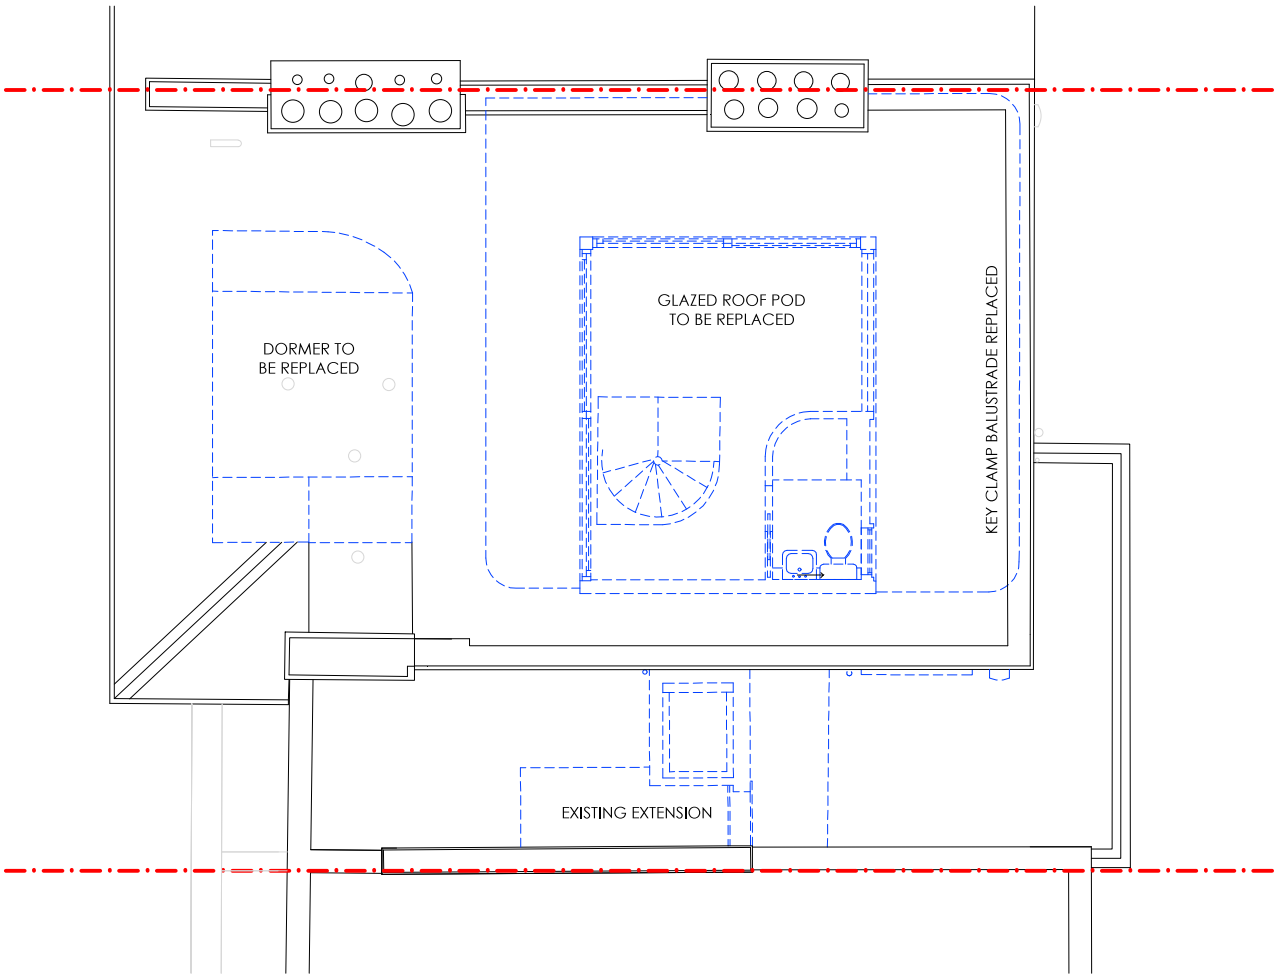 GLAZED ROOF POD
TO BE REPLACED
DORMER TO
BE REPLACED
KEY CLAMP BALUSTRADE REPLACED
EXISTING EXTENSION